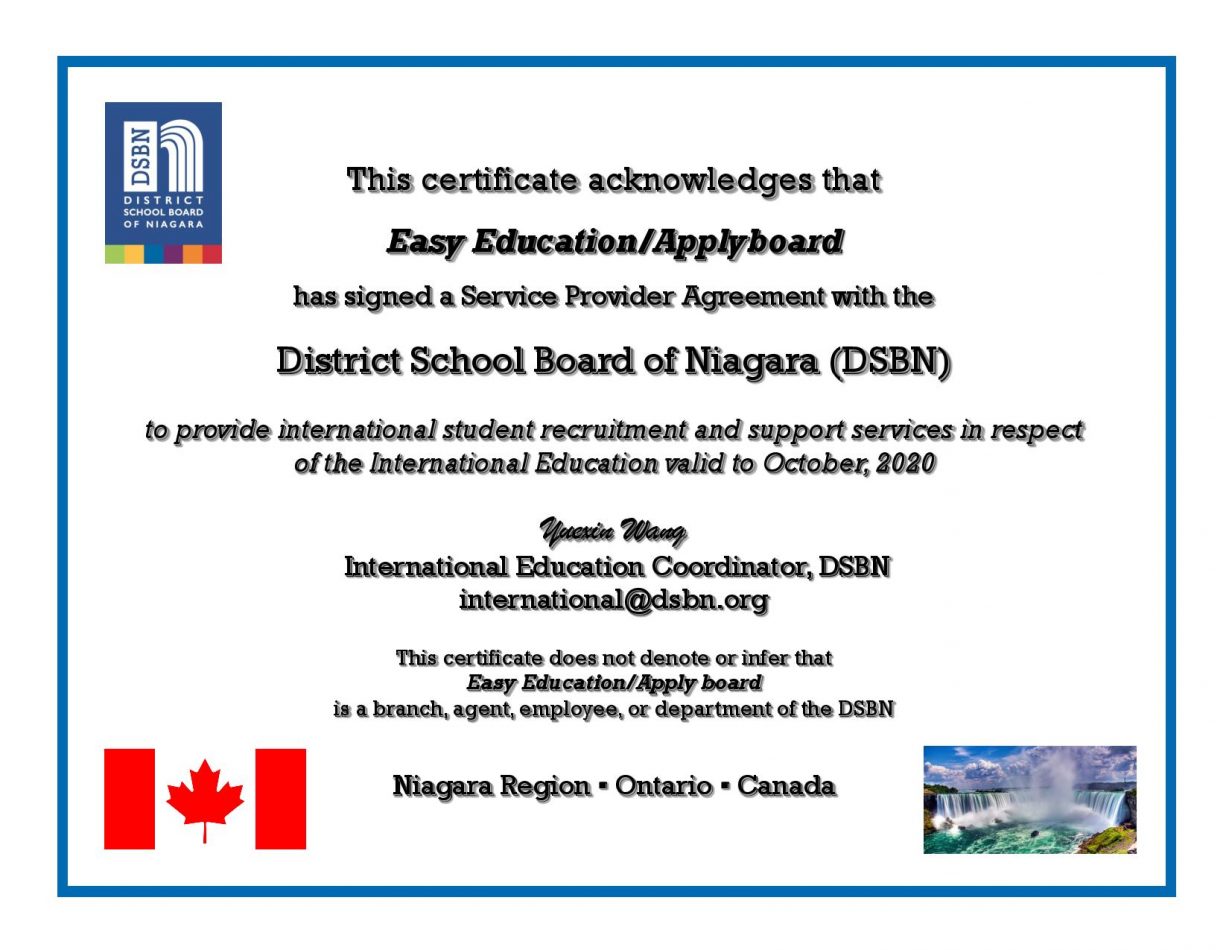 DSBN
DISTRICT
SCHOOL BOARD
OF NIAGARA
This certificate acknowledges that
Easy Education/Applyboard
has signed a Service Provider Agreement with the
District School Board of Niagara (DSBN)
to provide international student recruitment and support services in respect
of the International Education valid to October, 2020
Yuexin Wang
International Education Coordinator, DSBN
international@dsbn.org
This certificate does not denote or infer that
Easy Education/Apply board
is a branch, agent, employee, or department of the DSBN
Niagara Region ▪ Ontario ▪ Canada